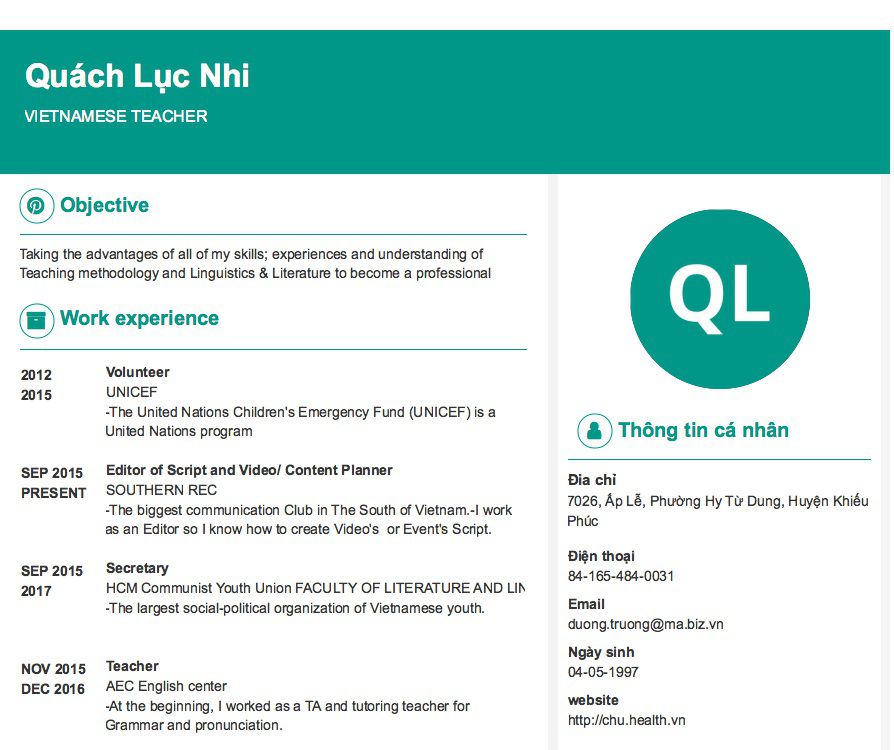 Quách Lục Nhi
VIETNAMESE TEACHER
Objective
Taking the advantages of all of my skills; experiences and understanding of
Teaching methodology and Linguistics & Literature to become a professional
Work experience
2012
2015
Volunteer
UNICEF
-The United Nations Children's Emergency Fund (UNICEF) is a
United Nations program
SEP 2015
PRESENT
Editor of Script and Video/ Content Planner
SOUTHERN REC
-The biggest communication Club in The South of Vietnam.-I work
as an Editor so I know how to create Video's or Event's Script.
SEP 2015
2017
Secretary
HCM Communist Youth Union FACULTY OF LITERATURE AND LIN
-The largest social-political organization of Vietnamese youth.
NOV 2015
DEC 2016
Teacher
AEC English center
-At the beginning, I worked as a TA and tutoring teacher for
Grammar and pronunciation.
QL
Thông tin cá nhân
Đia chỉ
7026, Ấp Lễ, Phường Hy Từ Dung, Huyện Khiếu
Phúc
Điện thoại
84-165-484-0031
Email
duong.truong@ma.biz.vn
Ngày sinh
04-05-1997
website
http://chu.health.vn